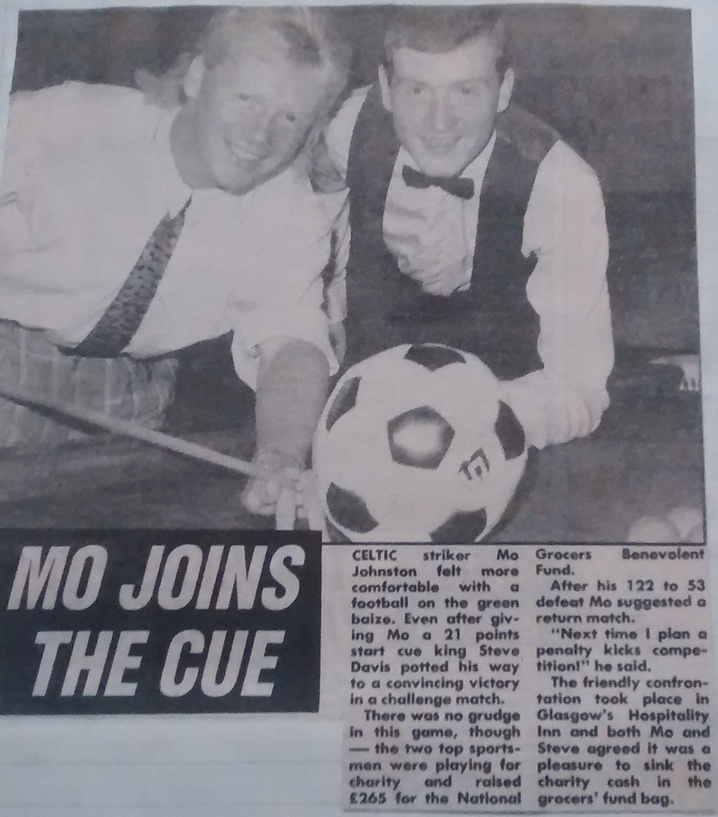 MO JOINS
THE CUE
CELTIC striker Mo
Johnston felt more
comfortable with a
football on the green
baize. Even after giv-
ing Mo a 21 points
start cue king Steve
Davis potted his way
to a convincing victory
in a challenge match.
There was no grudge
in this game, though
— the two top sports-
men were playing for
charity and raised
£265 for the National
Grocers Benevolent
Fund.
After his 122 to 53
defeat Mo suggested a
return match.
"Next time I plan a
penalty kicks compe-
tition!" he said.
The friendly confron-
tation took place in
Glasgow's Hospitality
Inn and both Mo and
Steve agreed it was a
pleasure to sink the
charity cash in the
grocers' fund bag.